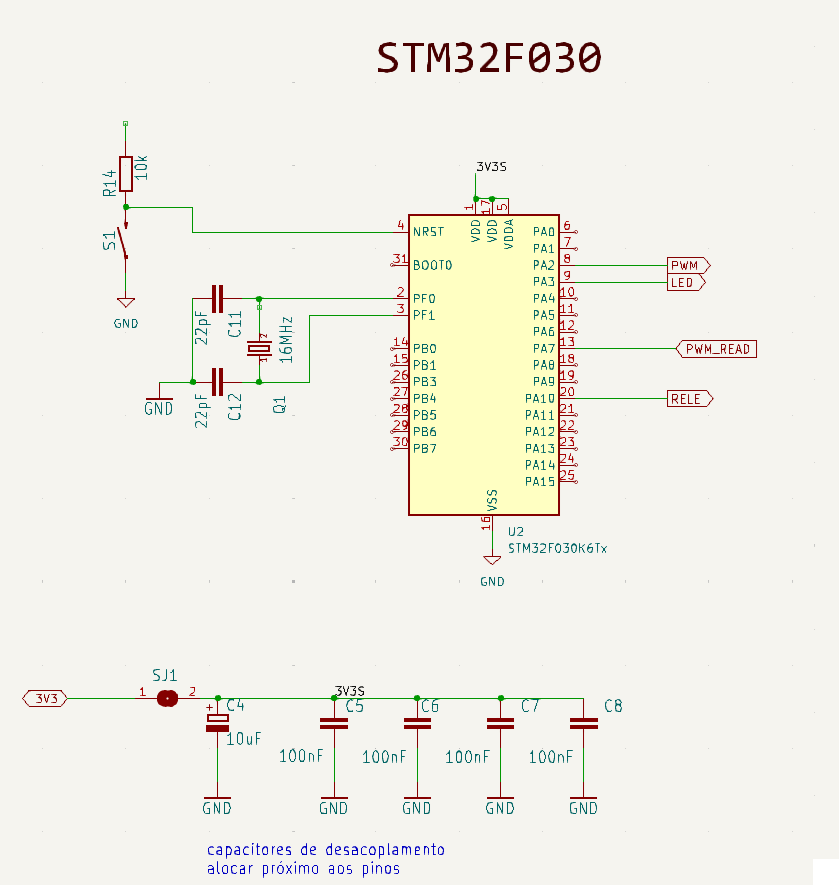 STM32F030
R14
10k
S1
GND
3V3S
1
17
5
VDD
VDD
VDDA
4
NRST
31
BOOT0
2
PF0
3
PF1
14
PB0
15
PB1
26
PB3
27
PB4
28
PB5
29
PB6
30
PB7
PA0
6
PA1
7
PA2
8
PWM
PA3
9
LED
PA4
10
PA5
11
PA6
12
PA7
13
PWM_READ
PA8
18
PA9
19
PA10
20
RELE
PA11
21
PA12
22
PA13
23
PA14
24
PA15
25
VSS
16
U2
STM32F030K6Tx
GND
22pF
C11
16MHz
2
1
22pF
C12
Q1
GND
SJ1
3V3
1
2
3V3S
+
C4
10uF
C5
100nF
C6
100nF
C7
100nF
C8
100nF
GND
GND
GND
GND
GND
capacitores de desacoplamento
alocar próximo aos pinos